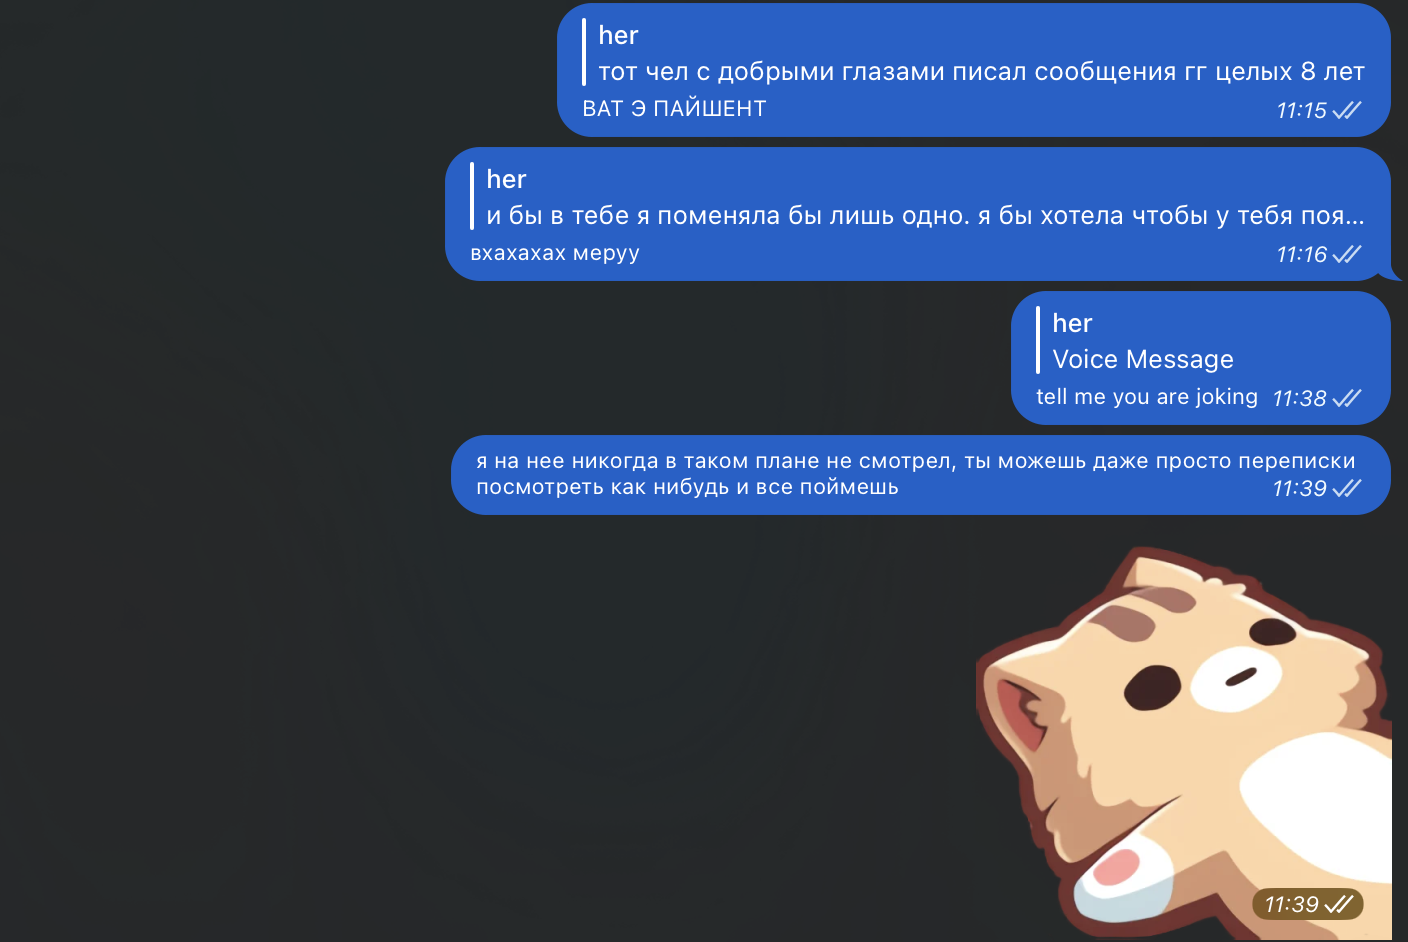 her
тот чел с добрыми глазами писал сообщения гг целых 8 лет
ВАТ Э ПАЙШЕНТ 11:15
her
и бы в тебе я поменяла бы лишь одно. я бы хотела чтобы у тебя поя...
вхахахах меруу 11:16
her
Voice Message
tell me you are joking 11:38
я на нее никогда в таком плане не смотрел, ты можешь даже просто переписки
посмотреть как нибудь и все поймешь 11:39
11:39